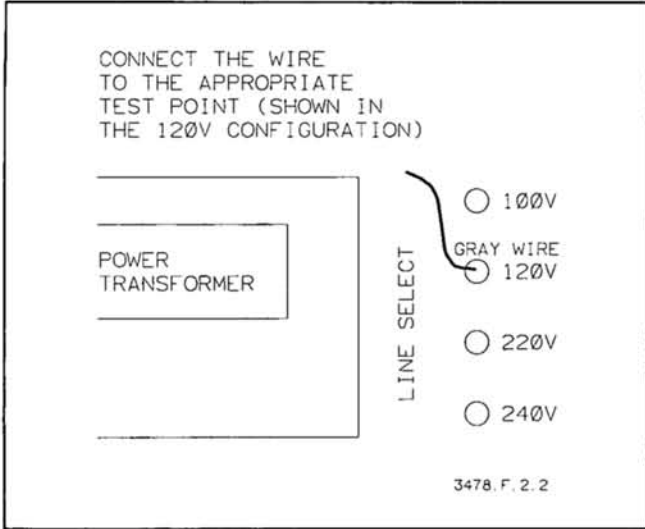 CONNECT THE WIRE
TO THE APPROPRIATE
TEST POINT (SHOWN IN
THE 120V CONFIGURATION)
POWER
TRANSFORMER
LINE SELECT
100V
GRAY WIRE
120V
220V
240V
3478.F.2.2